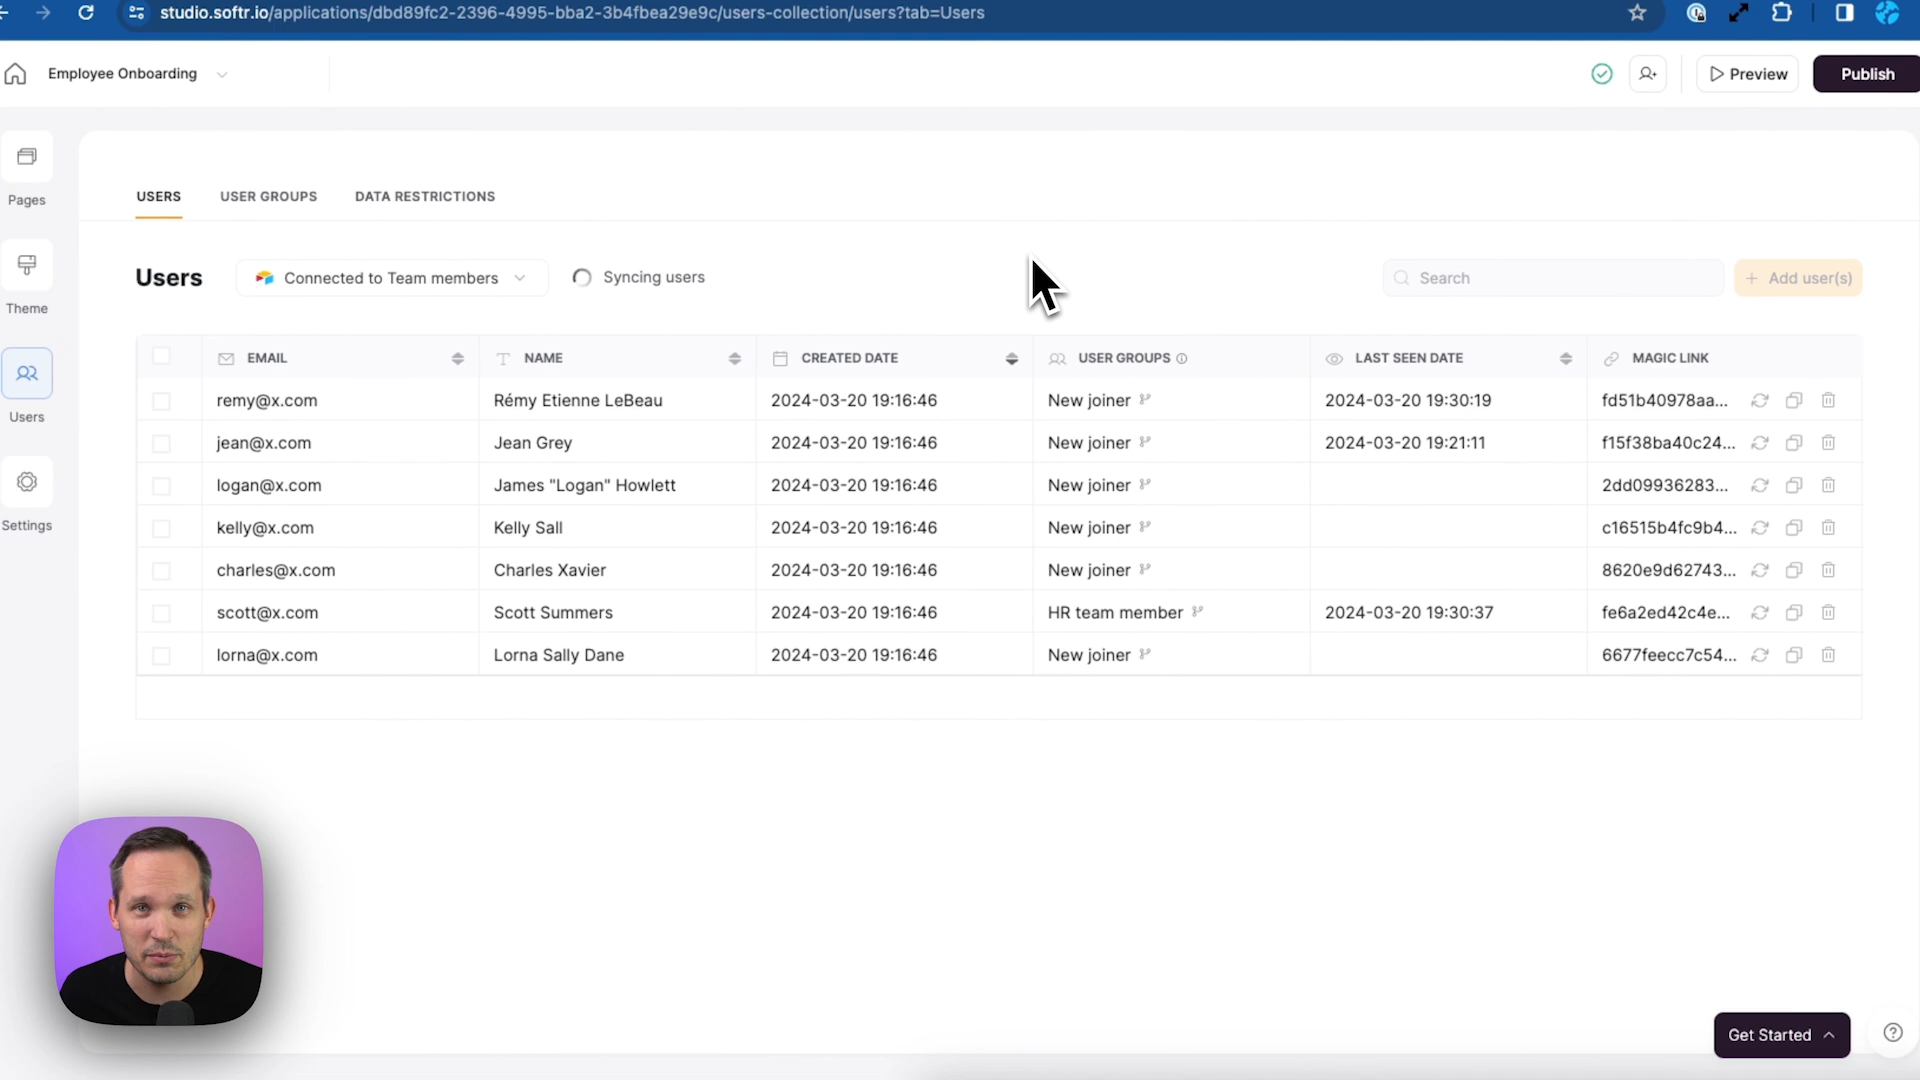 studio.softr.io/applications/dbd89fc2-2396-4995-bba2-3b4fbea29e9c/users-collection/users?tab=Users
Employee Onboarding
Preview
Publish
Pages
Theme
Users
Settings
USERS USER GROUPS DATA RESTRICTIONS
Users Connected to Team members Syncing users Search + Add user(s)
EMAIL NAME CREATED DATE USER GROUPS LAST SEEN DATE MAGIC LINK
remy@x.com Rémy Etienne LeBeau 2024-03-20 19:16:46 New joiner 2024-03-20 19:30:19 fd51b40978aa...
jean@x.com Jean Grey 2024-03-20 19:16:46 New joiner 2024-03-20 19:21:11 f15f38ba40c24...
logan@x.com James "Logan" Howlett 2024-03-20 19:16:46 New joiner 2dd09936283...
kelly@x.com Kelly Sall 2024-03-20 19:16:46 New joiner c16515b4fc9b4...
charles@x.com Charles Xavier 2024-03-20 19:16:46 New joiner 8620e9d62743...
scott@x.com Scott Summers 2024-03-20 19:16:46 HR team member 2024-03-20 19:30:37 fe6a2ed42c4e...
lorna@x.com Lorna Sally Dane 2024-03-20 19:16:46 New joiner 6677feecc7c54...
Get Started